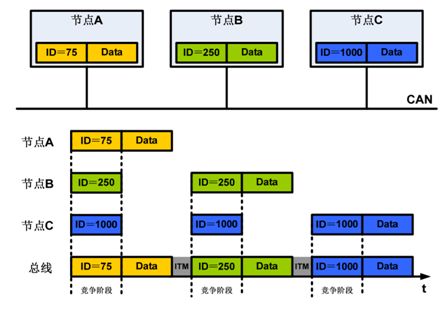 节点A 节点B 节点C
ID=75 Data ID=250 Data ID=1000 Data
CAN
节点A ID=75 Data
节点B ID=250 ID=250 Data
节点C ID=1000 ID=1000 ID=1000 Data
总线 ID=75 Data ITM ID=250 Data ITM ID=1000 Data
竞争阶段 竞争阶段 竞争阶段 t